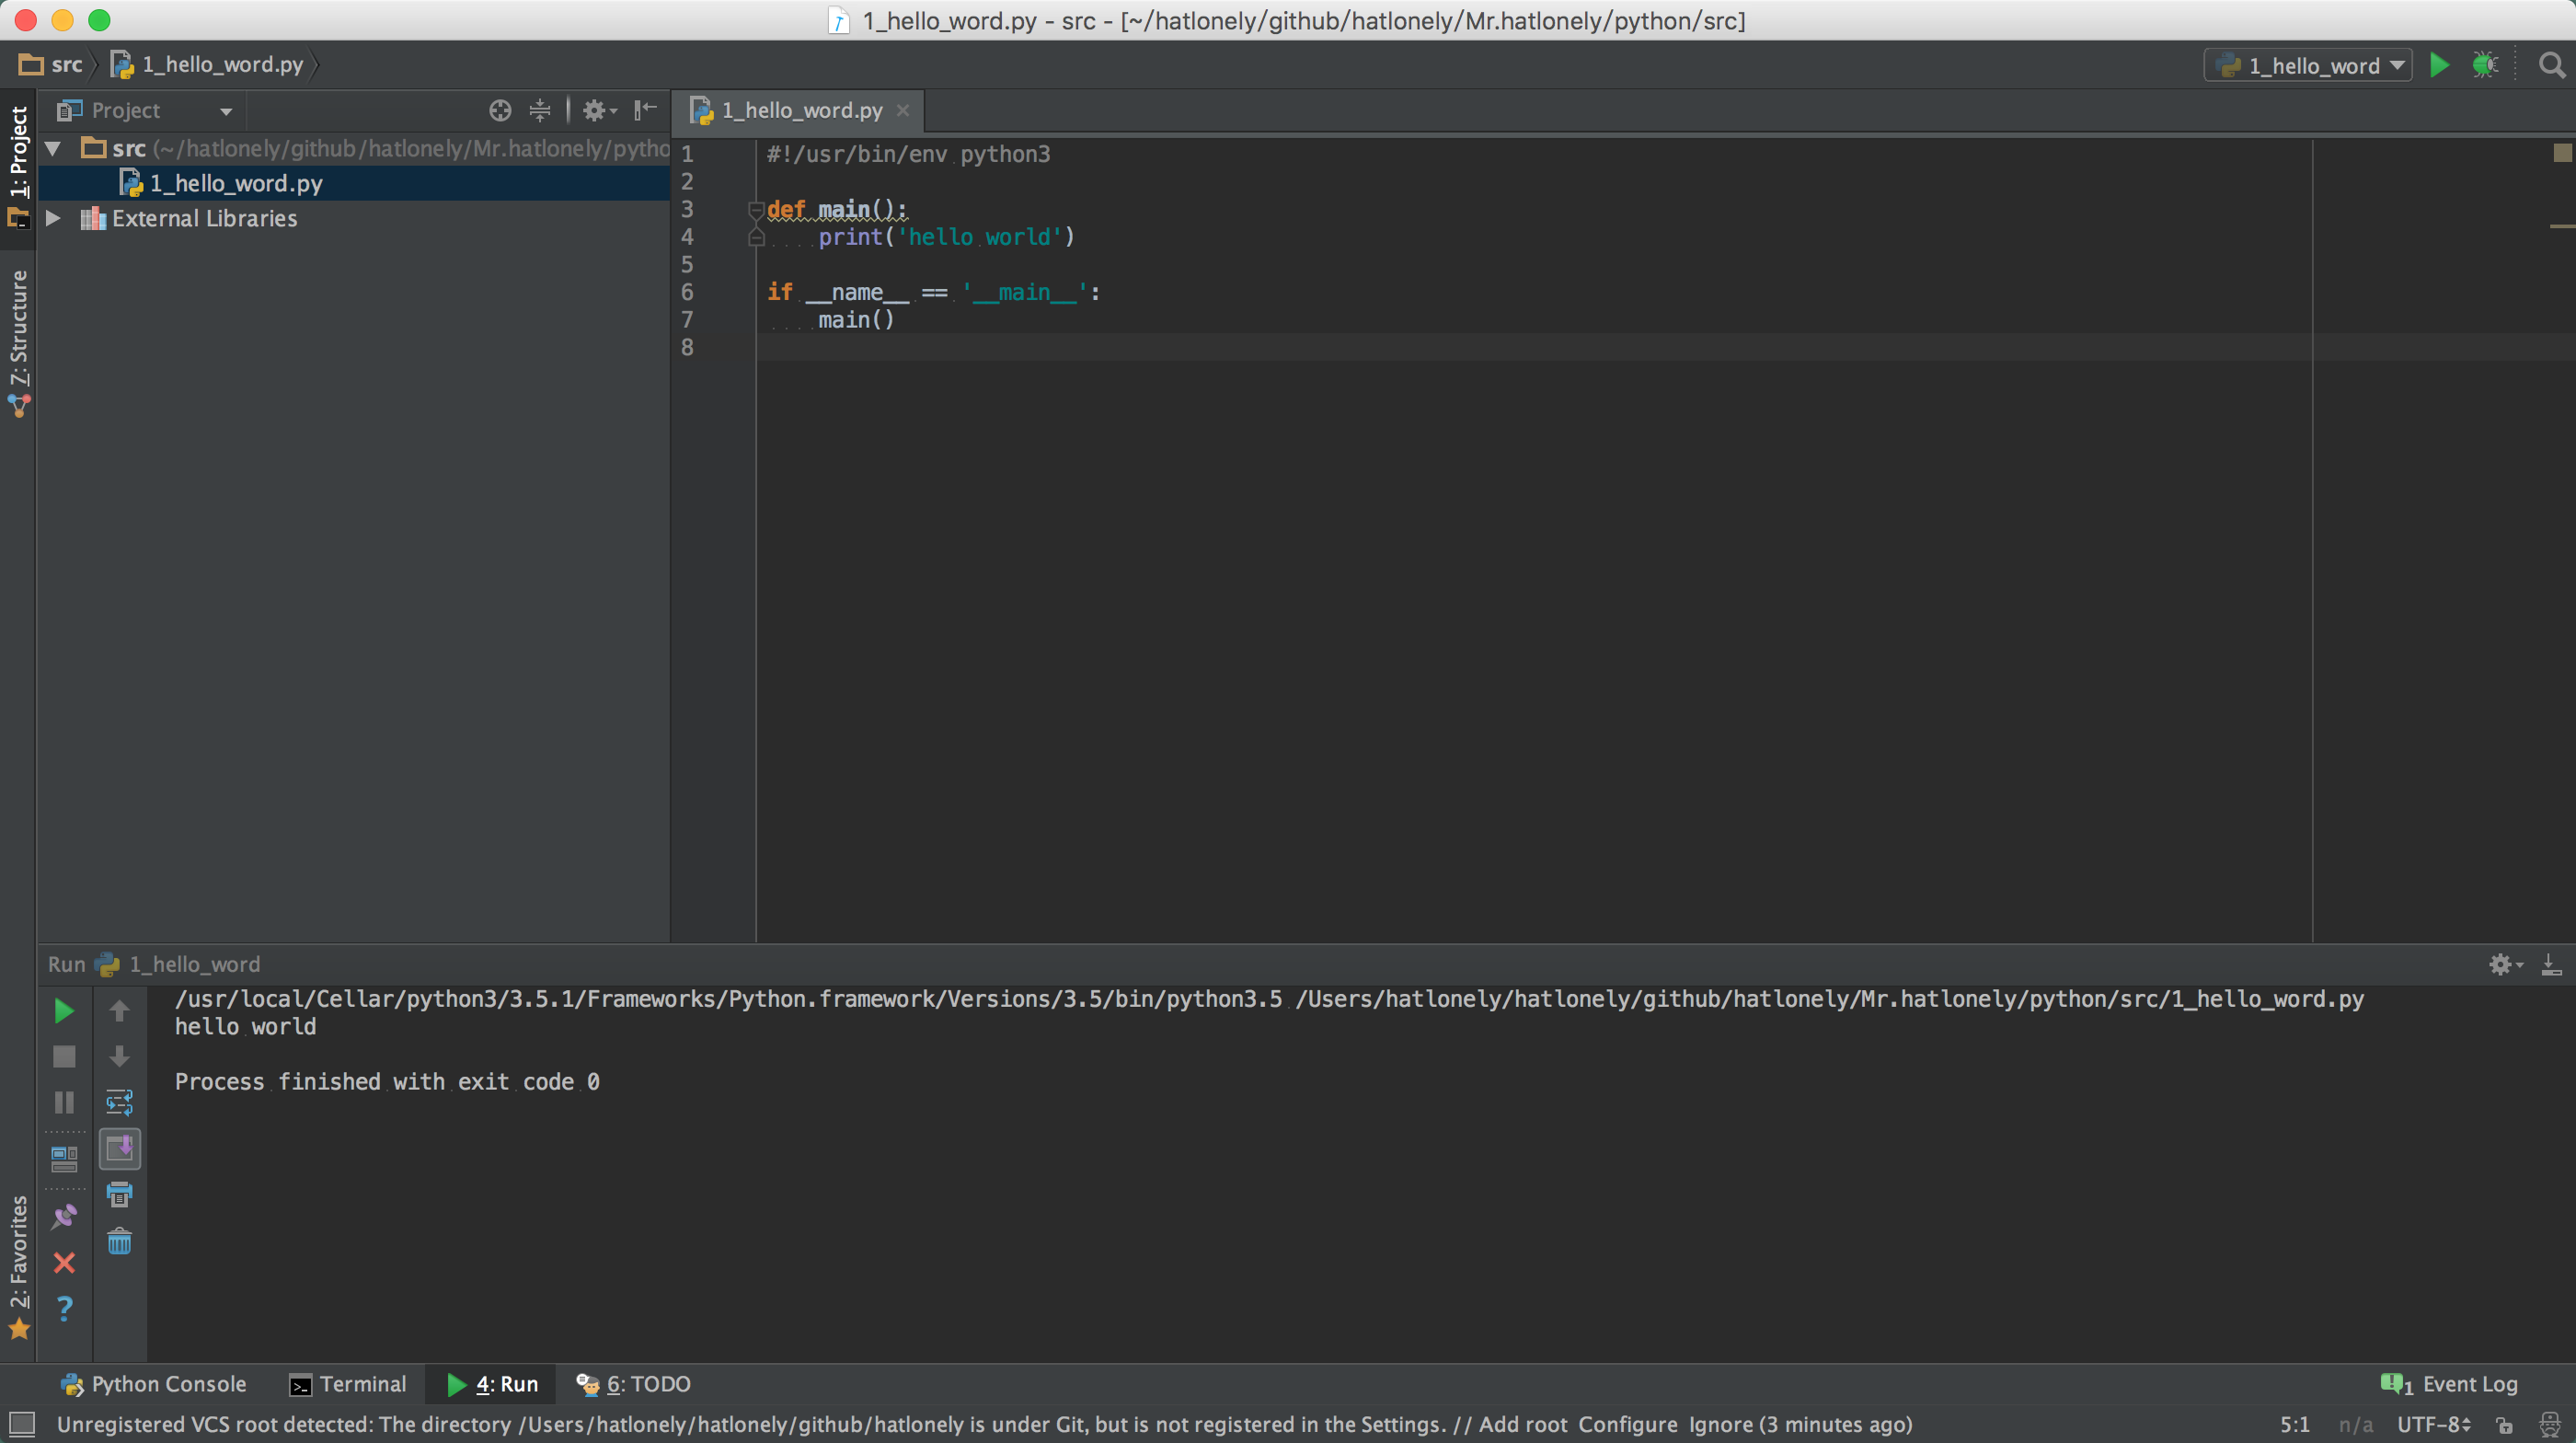 1_hello_word.py - src - [~/hatlonely/github/hatlonely/Mr.hatlonely/python/src]
src 1_hello_word.py 1_hello_word
1: Project
7: Structure
2: Favorites
Project
src (~/hatlonely/github/hatlonely/Mr.hatlonely/pytho
1_hello_word.py
External Libraries
1_hello_word.py
1 #!/usr/bin/env python3
2
3 def main():
4     print('hello world')
5
6 if __name__ == '__main__':
7     main()
8
Run 1_hello_word
/usr/local/Cellar/python3/3.5.1/Frameworks/Python.framework/Versions/3.5/bin/python3.5 /Users/hatlonely/hatlonely/github/hatlonely/Mr.hatlonely/python/src/1_hello_word.py
hello world
Process finished with exit code 0
Python Console Terminal 4: Run 6: TODO 1 Event Log
Unregistered VCS root detected: The directory /Users/hatlonely/hatlonely/github/hatlonely is under Git, but is not registered in the Settings. // Add root Configure Ignore (3 minutes ago) 5:1 n/a UTF-8